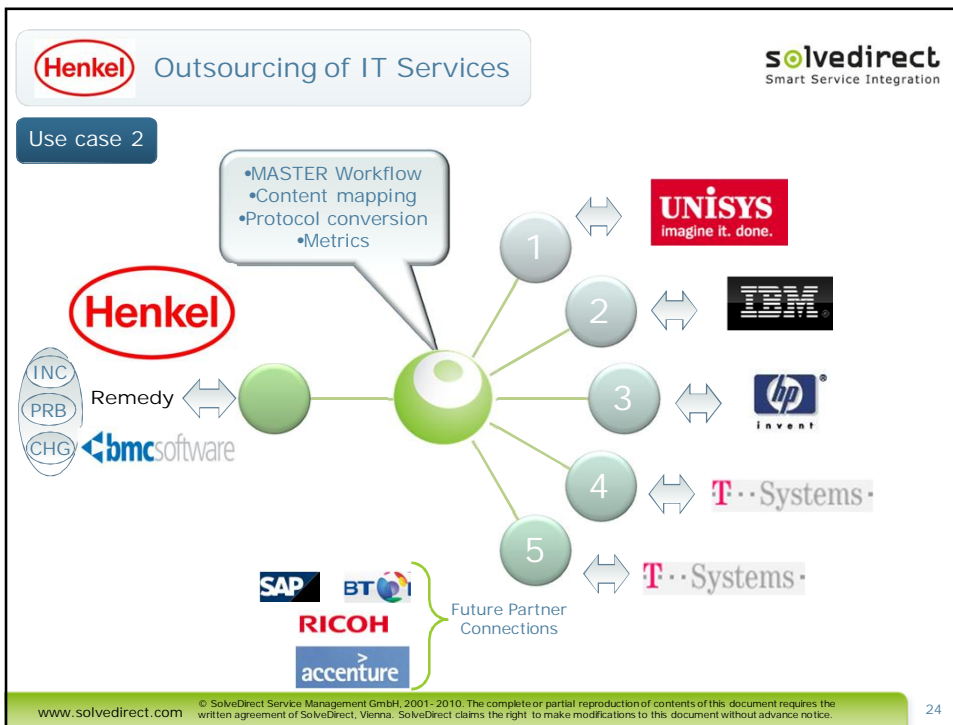 Henkel Outsourcing of IT Services
solvedirect
Smart Service Integration
Use case 2
•MASTER Workflow
•Content mapping
•Protocol conversion
•Metrics
1
UNiSYS
imagine it. done.
2
IBM®
Henkel
INC
PRB
CHG
Remedy
bmcsoftware
3
hp®
invent
4
T··Systems·
5
T··Systems·
SAP
BT
RICOH
accenture
Future Partner
Connections
www.solvedirect.com
© SolveDirect Service Management GmbH, 2001- 2010. The complete or partial reproduction of contents of this document requires the
written agreement of SolveDirect, Vienna. SolveDirect claims the right to make modifications to this document without advance notice.
24